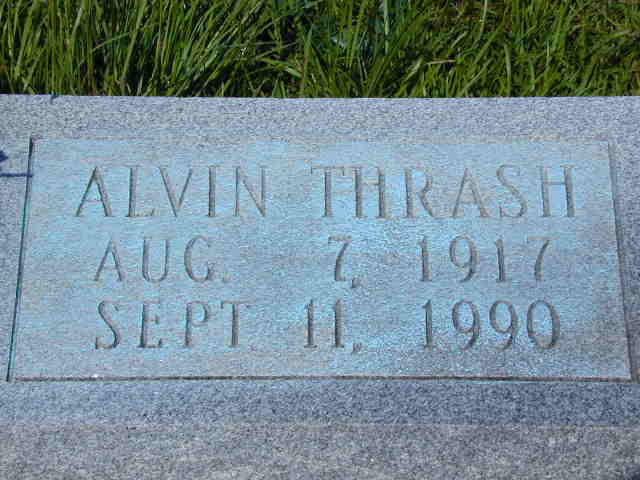 ALVIN THRASH
AUG. 7, 1917
SEPT. 11, 1990